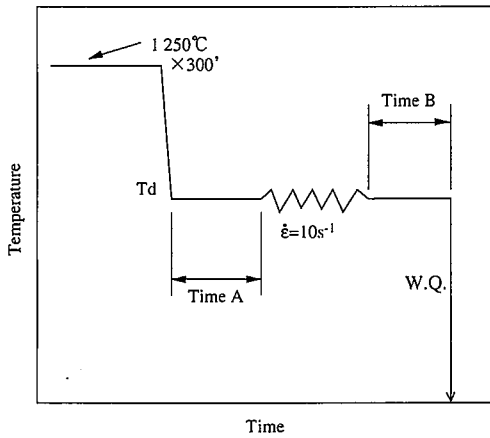 1 250℃
×300'
Time B
Td
ε̇=10s⁻¹
Time A
W.Q.
Temperature
Time